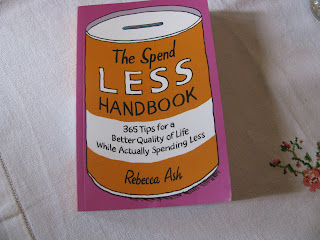 The Spend
LESS
HANDBOOK
365 Tips for a
Better Quality of Life
While Actually Spending Less
Rebecca Ash